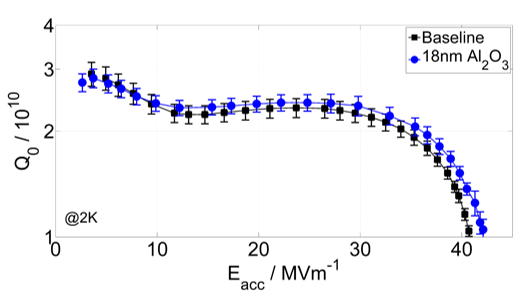 4
3
2
1
Q0 / 10^10
Baseline
18nm Al2O3
@2K
0 10 20 30 40
Eacc / MVm^-1